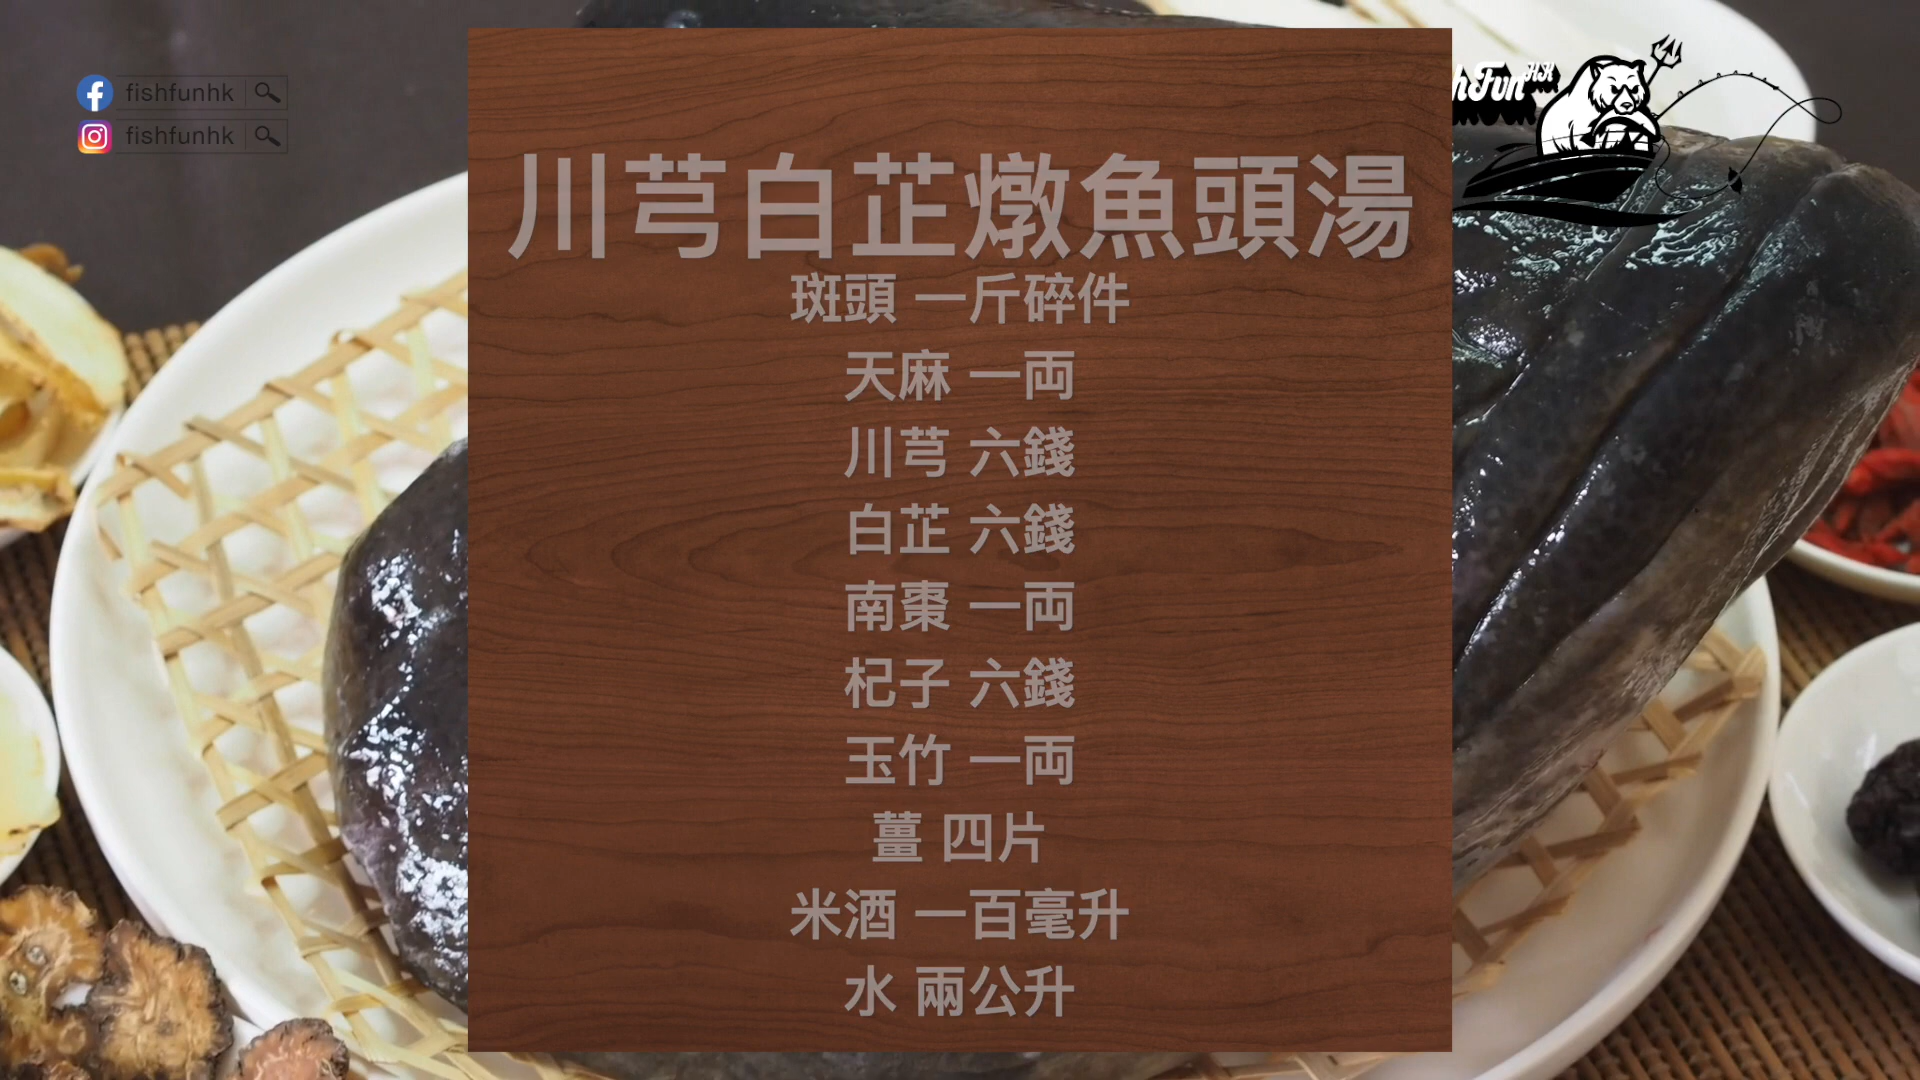 fishfunhk
fishfunhk
hFun HK
川芎白芷燉魚頭湯
斑頭 一斤碎件
天麻 一両
川芎 六錢
白芷 六錢
南棗 一両
杞子 六錢
玉竹 一両
薑 四片
米酒 一百毫升
水 兩公升